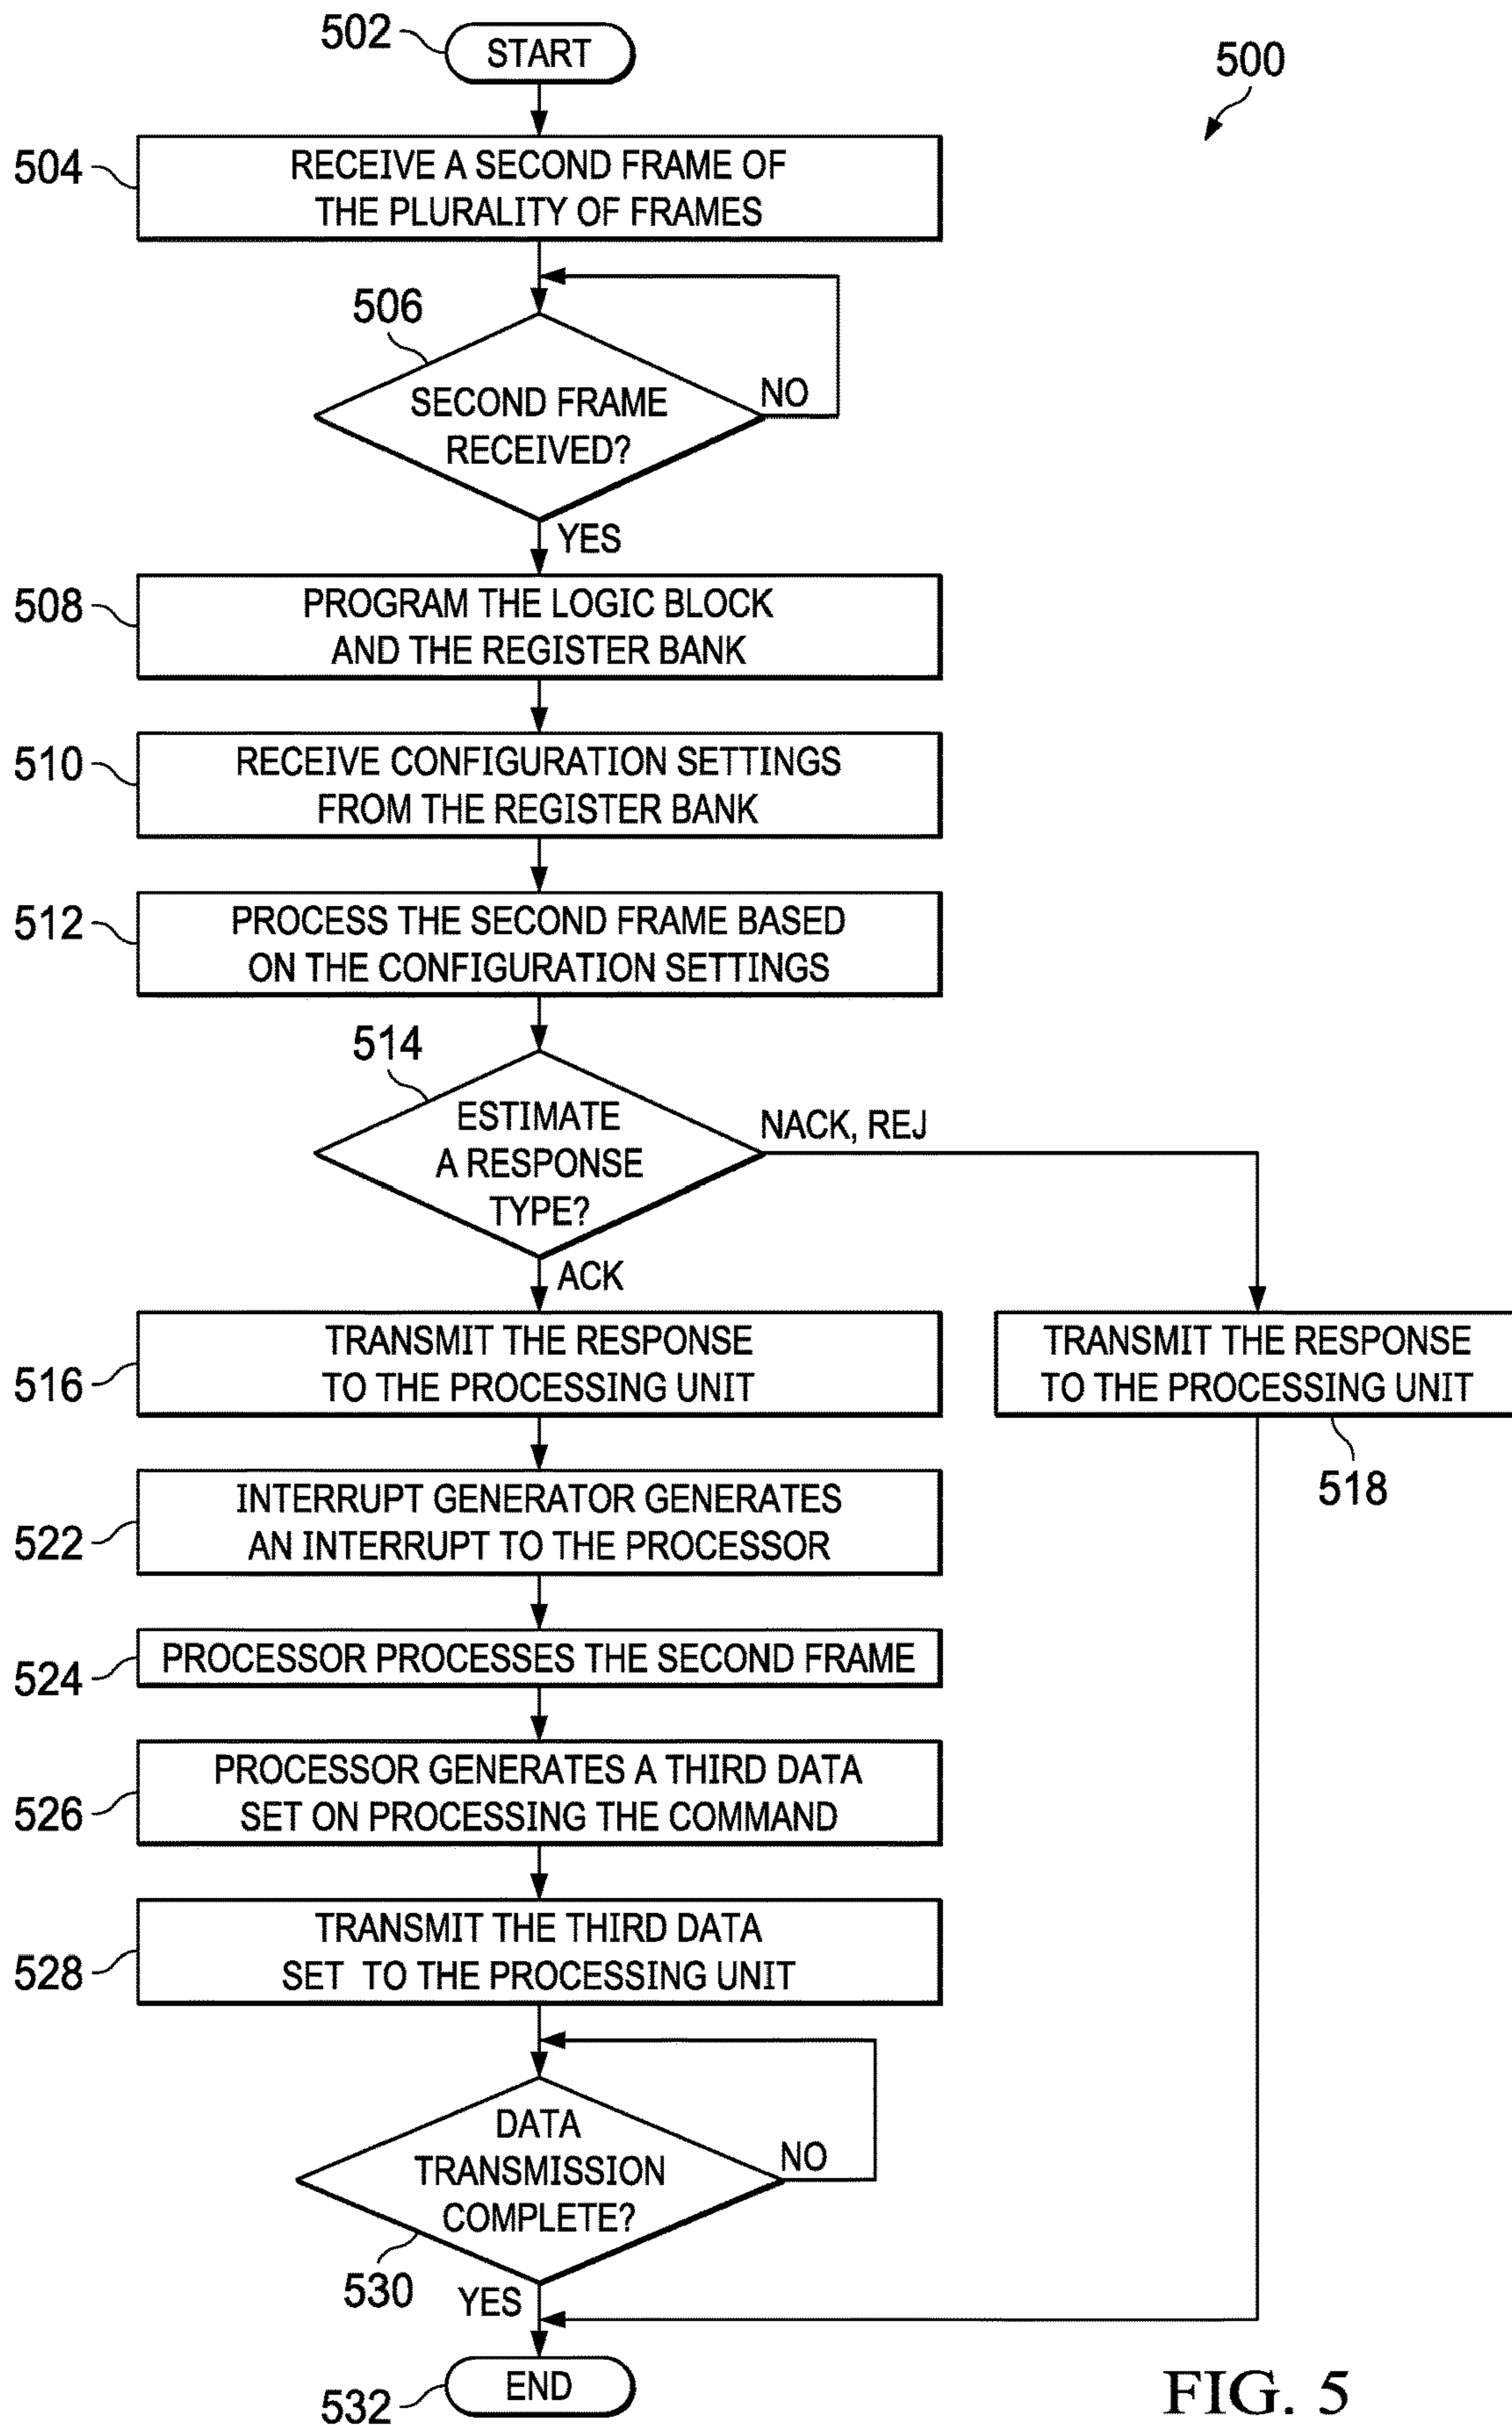 502
START
500
504
RECEIVE A SECOND FRAME OF
THE PLURALITY OF FRAMES
506
SECOND FRAME
RECEIVED?
NO
YES
508
PROGRAM THE LOGIC BLOCK
AND THE REGISTER BANK
510
RECEIVE CONFIGURATION SETTINGS
FROM THE REGISTER BANK
512
PROCESS THE SECOND FRAME BASED
ON THE CONFIGURATION SETTINGS
514
ESTIMATE
A RESPONSE
TYPE?
NACK, REJ
ACK
516
TRANSMIT THE RESPONSE
TO THE PROCESSING UNIT
TRANSMIT THE RESPONSE
TO THE PROCESSING UNIT
518
522
INTERRUPT GENERATOR GENERATES
AN INTERRUPT TO THE PROCESSOR
524
PROCESSOR PROCESSES THE SECOND FRAME
526
PROCESSOR GENERATES A THIRD DATA
SET ON PROCESSING THE COMMAND
528
TRANSMIT THE THIRD DATA
SET TO THE PROCESSING UNIT
DATA
TRANSMISSION
COMPLETE?
NO
530
YES
532
END
FIG. 5